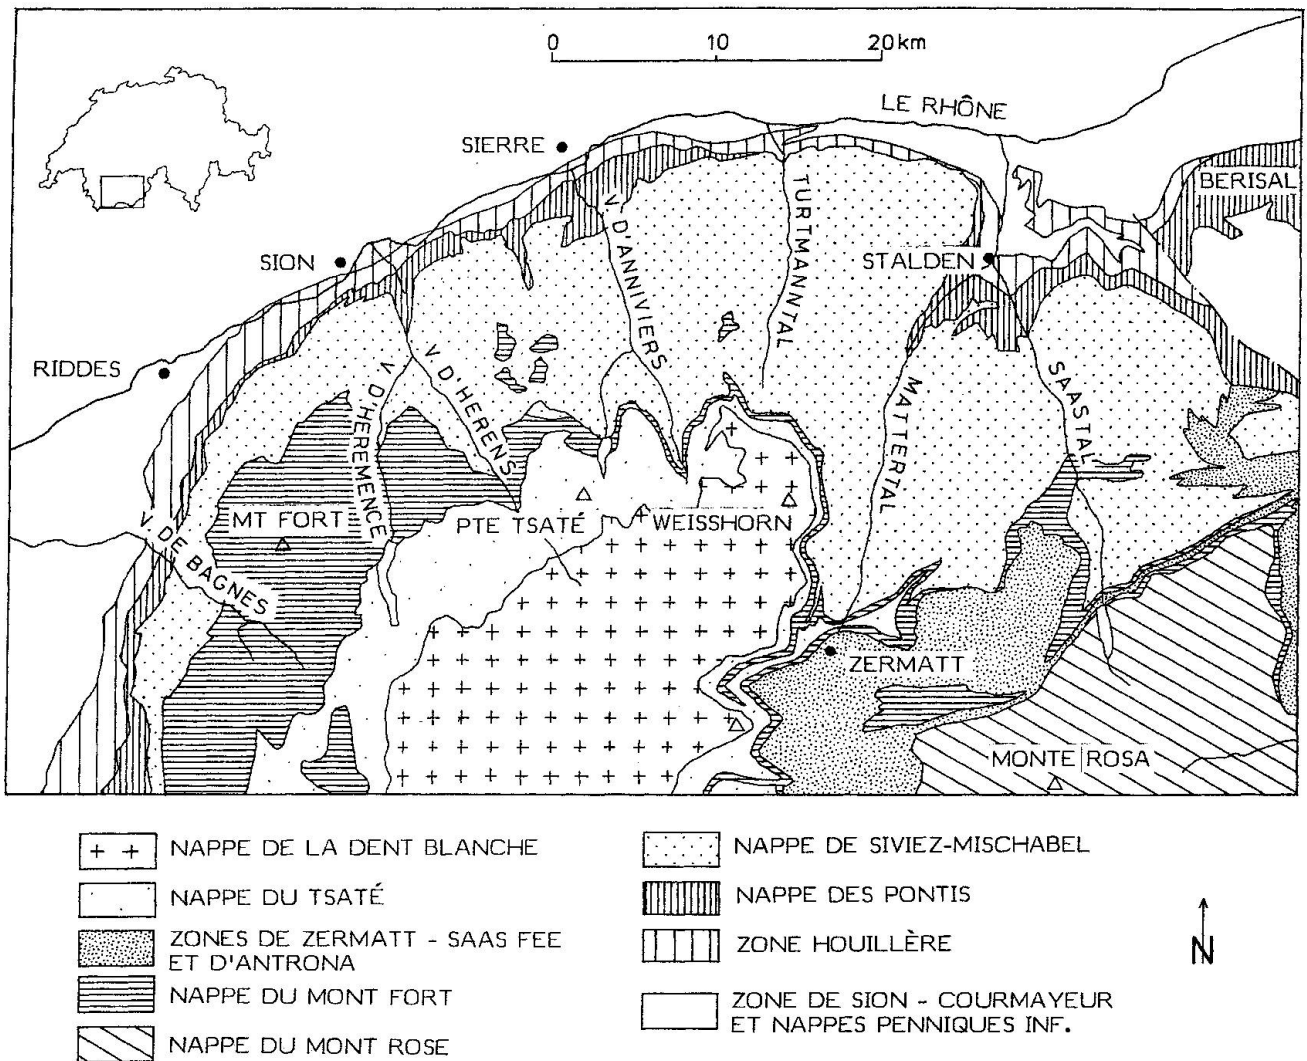 0 10 20 km
LE RHÔNE
SIERRE
BERISAL
SION
V. D'ANNIVIERS
TURTMANNTAL
STALDEN
RIDDES
V. D'HEREMENCE
V. D'HERENS
MATTERTAL
SAASTAL
MT FORT
PTE TSATÉ
WEISSHORN
V. DE BAGNES
ZERMATT
MONTE ROSA
NAPPE DE LA DENT BLANCHE
NAPPE DU TSATÉ
ZONES DE ZERMATT - SAAS FEE
ET D'ANTRONA
NAPPE DU MONT FORT
NAPPE DU MONT ROSE
NAPPE DE SIVIEZ-MISCHABEL
NAPPE DES PONTIS
ZONE HOUILLÈRE
ZONE DE SION - COURMAYEUR
ET NAPPES PENNIQUES INF.
N